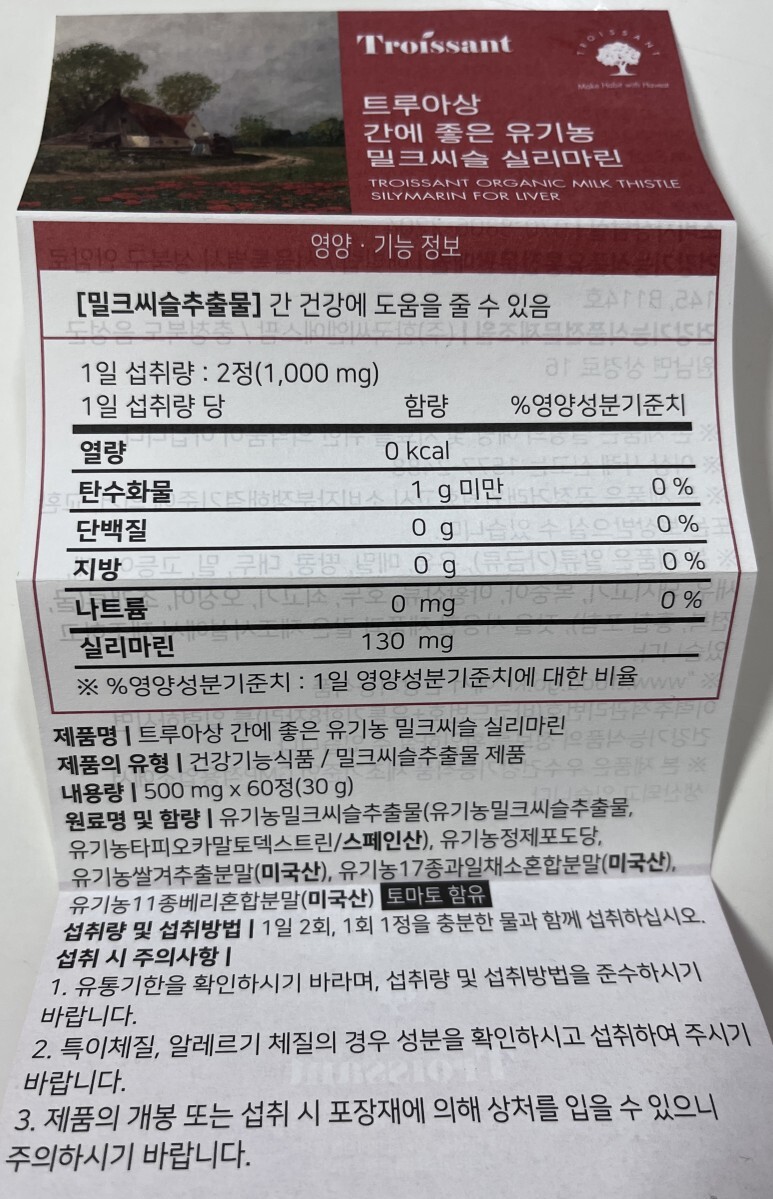 Troissant
TROISSANT
Make Habit with Harvest
트루아상
간에 좋은 유기농
밀크씨슬 실리마린
TROISSANT ORGANIC MILK THISTLE
SILYMARIN FOR LIVER
영양 · 기능 정보
[밀크씨슬추출물] 간 건강에 도움을 줄 수 있음
1일 섭취량 : 2정(1,000 mg)
1일 섭취량 당 함량 %영양성분기준치
열량 0 kcal
탄수화물 1 g 미만 0 %
단백질 0 g 0 %
지방 0 g 0 %
나트륨 0 mg 0 %
실리마린 130 mg
※ %영양성분기준치 : 1일 영양성분기준치에 대한 비율
제품명 | 트루아상 간에 좋은 유기농 밀크씨슬 실리마린
제품의 유형 | 건강기능식품 / 밀크씨슬추출물 제품
내용량 | 500 mg x 60정(30 g)
원료명 및 함량 | 유기농밀크씨슬추출물(유기농밀크씨슬추출물,
유기농타피오카말토덱스트린/스페인산), 유기농정제포도당,
유기농쌀겨추출분말(미국산), 유기농17종과일채소혼합분말(미국산),
유기농11종베리혼합분말(미국산) 토마토 함유
섭취량 및 섭취방법 | 1일 2회, 1회 1정을 충분한 물과 함께 섭취하십시오.
섭취 시 주의사항 |
1. 유통기한을 확인하시기 바라며, 섭취량 및 섭취방법을 준수하시기
바랍니다.
2. 특이체질, 알레르기 체질의 경우 성분을 확인하시고 섭취하여 주시기
바랍니다.
3. 제품의 개봉 또는 섭취 시 포장재에 의해 상처를 입을 수 있으니
주의하시기 바랍니다.